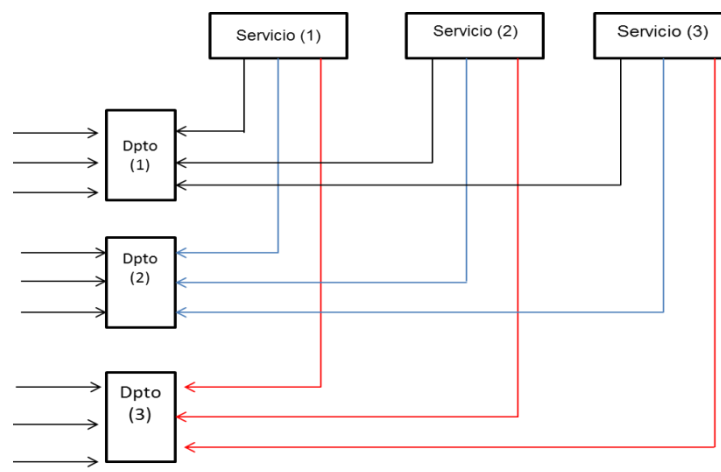 Servicio (1)
Servicio (2)
Servicio (3)
Dpto
(1)
Dpto
(2)
Dpto
(3)